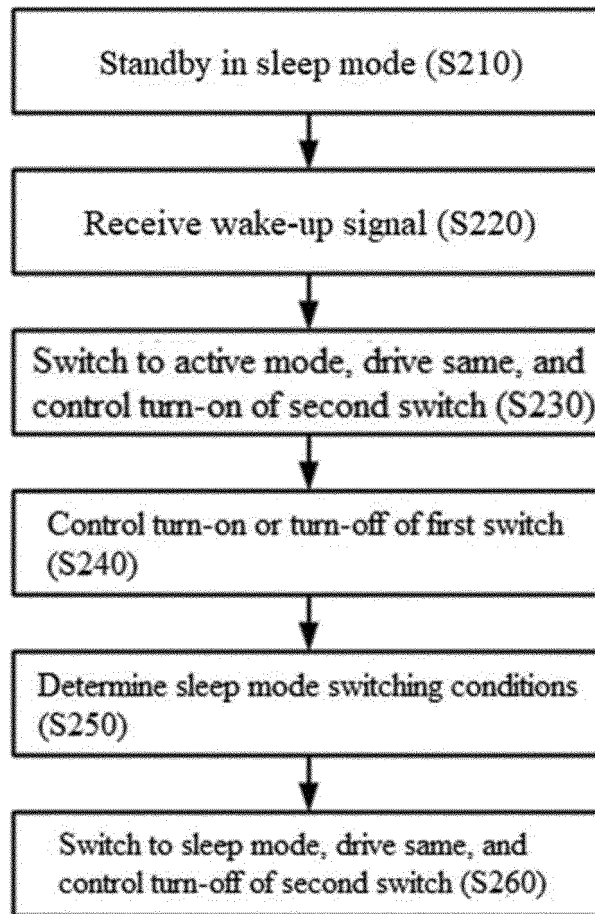 Standby in sleep mode (S210)
Receive wake-up signal (S220)
Switch to active mode, drive same, and
control turn-on of second switch (S230)
Control turn-on or turn-off of first switch
(S240)
Determine sleep mode switching conditions
(S250)
Switch to sleep mode, drive same, and
control turn-off of second switch (S260)